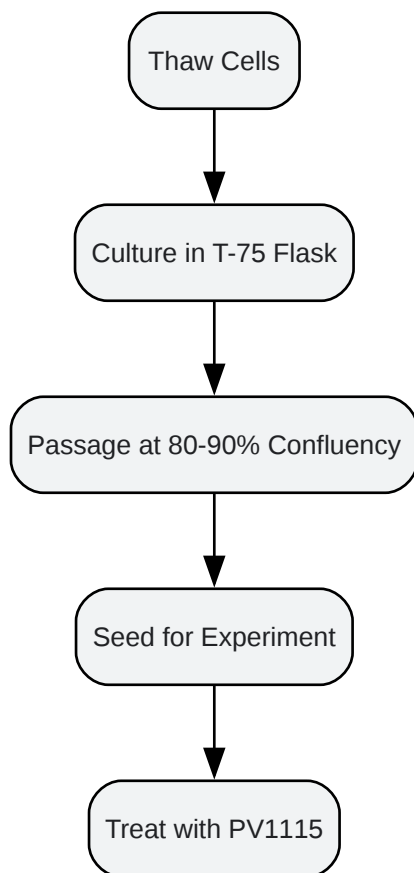 Thaw Cells
Culture in T-75 Flask
Passage at 80-90% Confluency
Seed for Experiment
Treat with PV1115